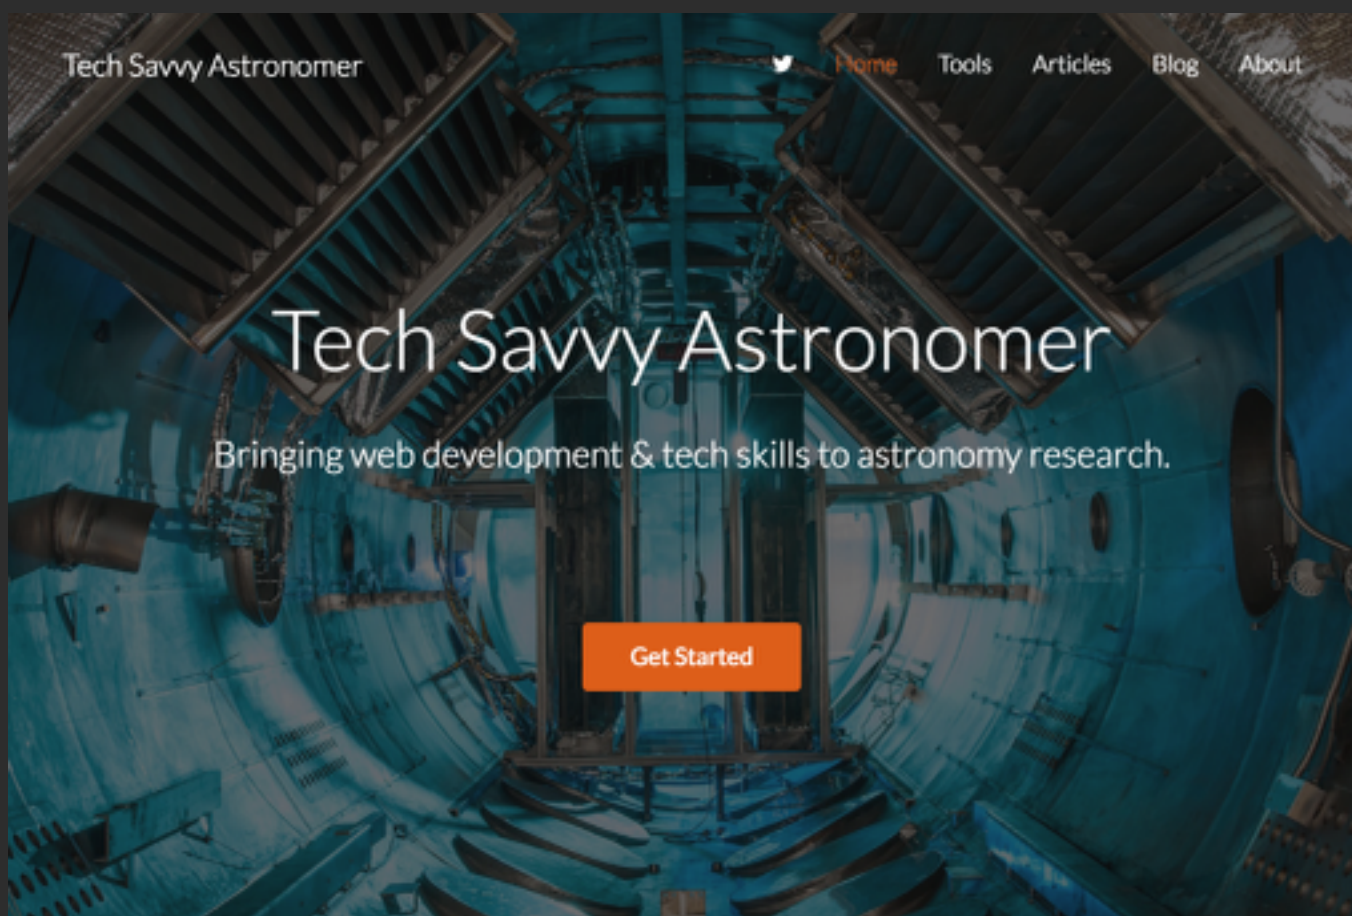 Tech Savvy Astronomer
Home Tools Articles Blog About
Tech Savvy Astronomer
Bringing web development & tech skills to astronomy research.
Get Started